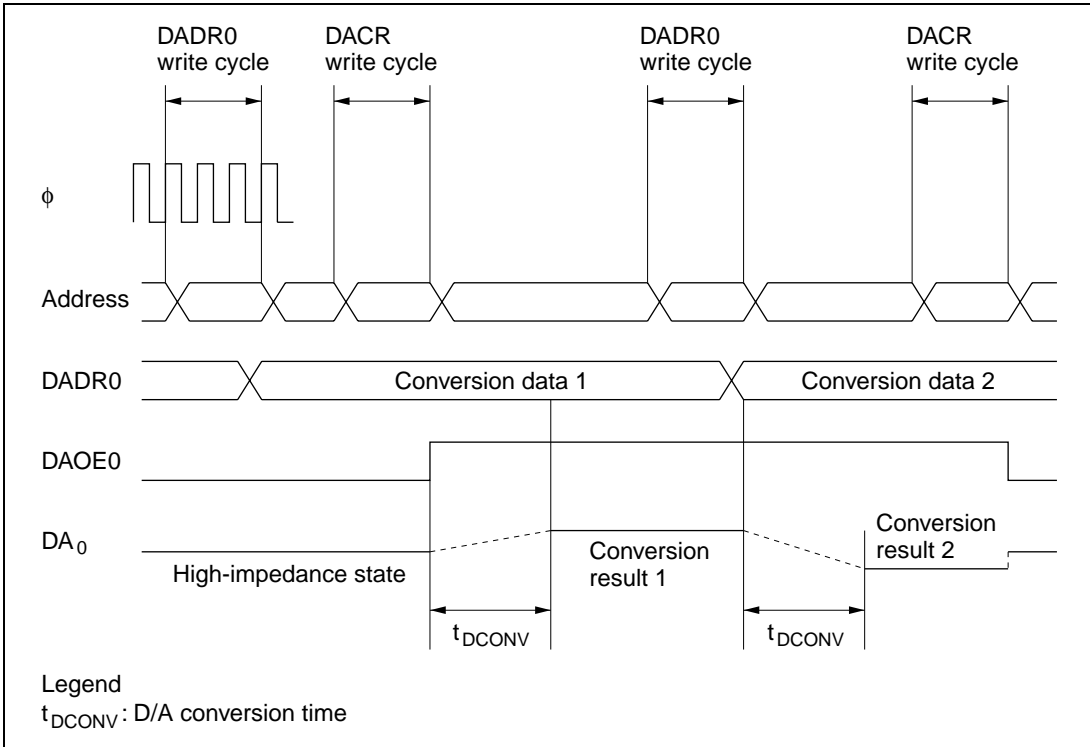 DADR0
write cycle
DACR
write cycle
DADR0
write cycle
DACR
write cycle
ϕ
Address
DADR0
Conversion data 1
Conversion data 2
DAOE0
DA0
High-impedance state
Conversion
result 1
Conversion
result 2
tDCONV
tDCONV
Legend
tDCONV : D/A conversion time